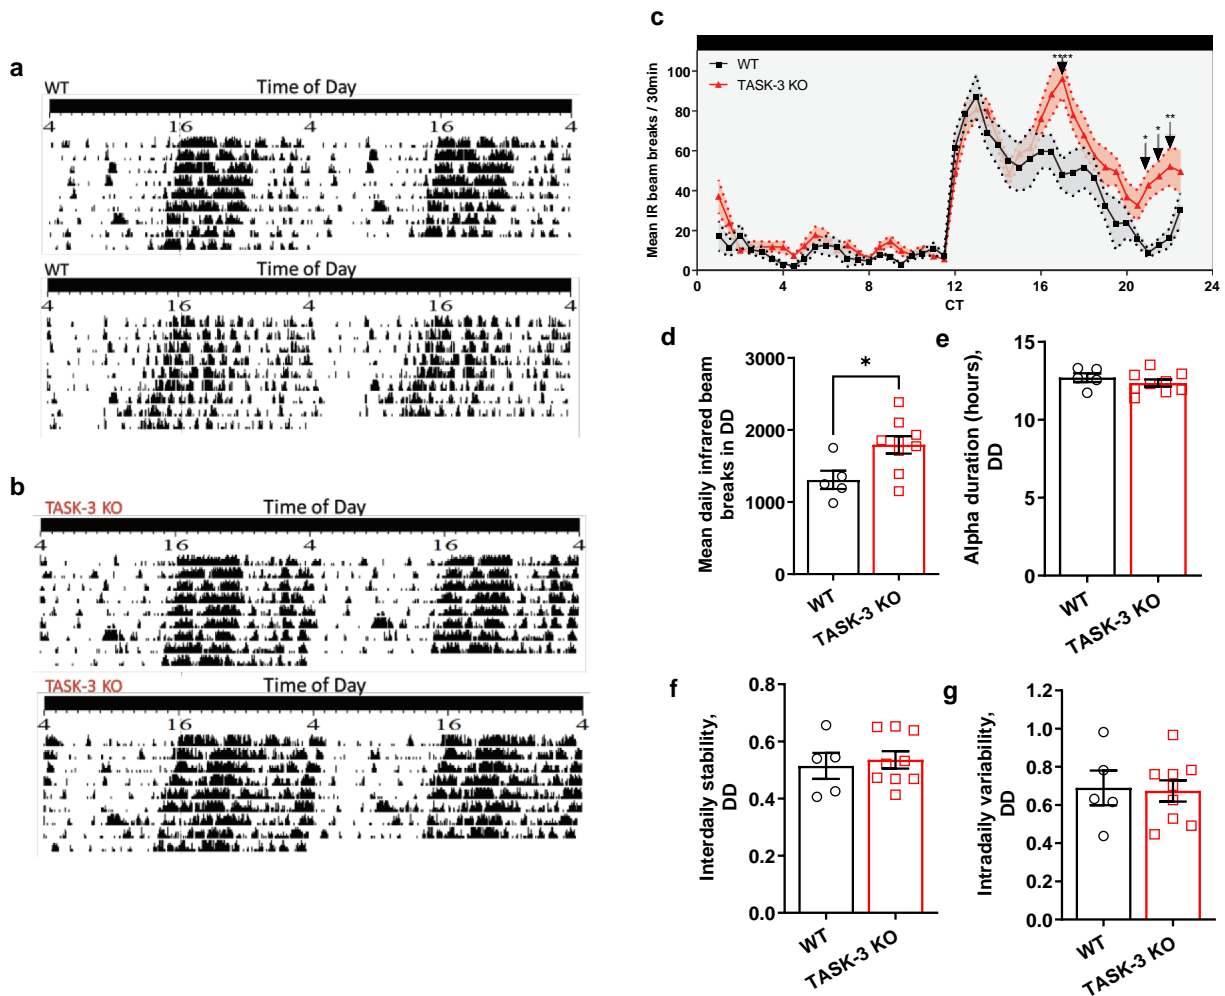 a
WT
Time of Day
4 16 4 16 4
WT
Time of Day
4 16 4 16 4
b
TASK-3 KO
Time of Day
4 16 4 16 4
TASK-3 KO
Time of Day
4 16 4 16 4
c
Mean IR beam breaks / 30min
100
80
60
40
20
0
WT
TASK-3 KO
****
*
*
**
0 4 8 12 16 20 24
CT
d
Mean daily infrared beam
breaks in DD
3000
2000
1000
0
*
WT
TASK-3 KO
e
Alpha duration (hours),
DD
15
10
5
0
WT
TASK-3 KO
f
Interdaily stability,
DD
0.8
0.6
0.4
0.2
0.0
WT
TASK-3 KO
g
Intradaily variability,
DD
1.2
1.0
0.8
0.6
0.4
0.2
0.0
WT
TASK-3 KO